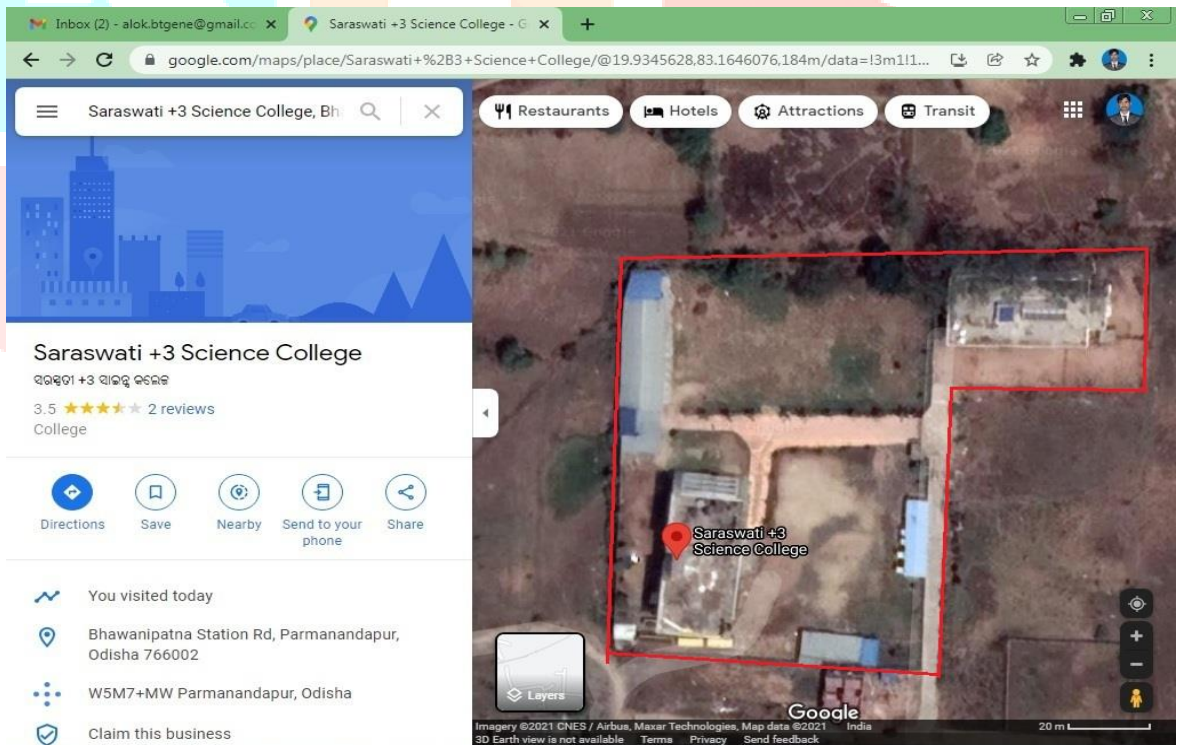 Inbox (2) - alok.btgene@gmail.cc
Saraswati +3 Science College - G
google.com/maps/place/Saraswati+%2B3+Science+College/@19.9345628,83.1646076,184m/data=!3m1!1...
Saraswati +3 Science College, Bh
Restaurants
Hotels
Attractions
Transit
Saraswati +3 Science College
ସରସ୍ୱତୀ +3 ସାଇନ୍ସ କଲେଜ
3.5 2 reviews
College
Directions
Save
Nearby
Send to your
phone
Share
You visited today
Bhawanipatna Station Rd, Parmanandapur,
Odisha 766002
W5M7+MW Parmanandapur, Odisha
Claim this business
Saraswati +3
Science College
Layers
Google
Imagery ©2021 CNES / Airbus, Maxar Technologies, Map data ©2021 India 20 m
3D Earth view is not available Terms Privacy Send feedback